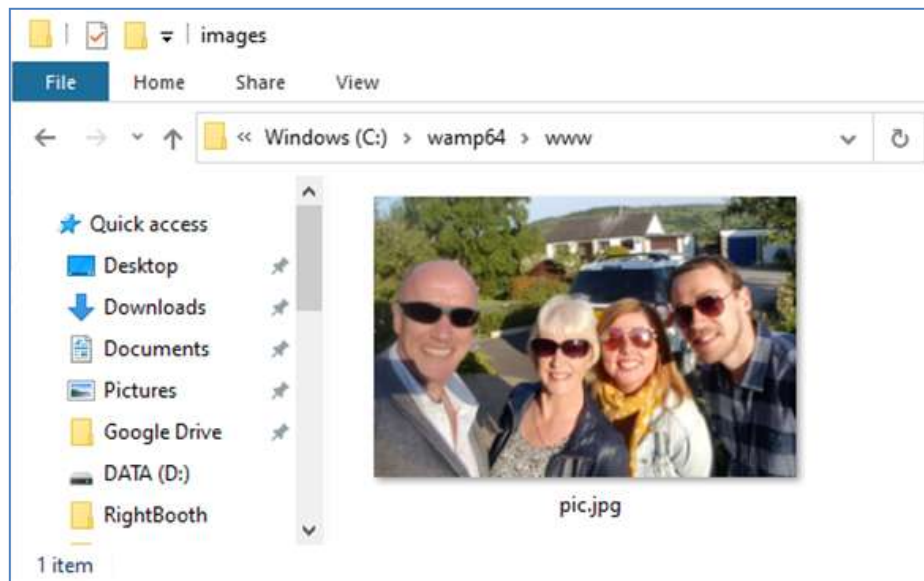 images
File Home Share View
« Windows (C:) › wamp64 › www
Quick access
Desktop
Downloads
Documents
Pictures
Google Drive
DATA (D:)
RightBooth
pic.jpg
1 item